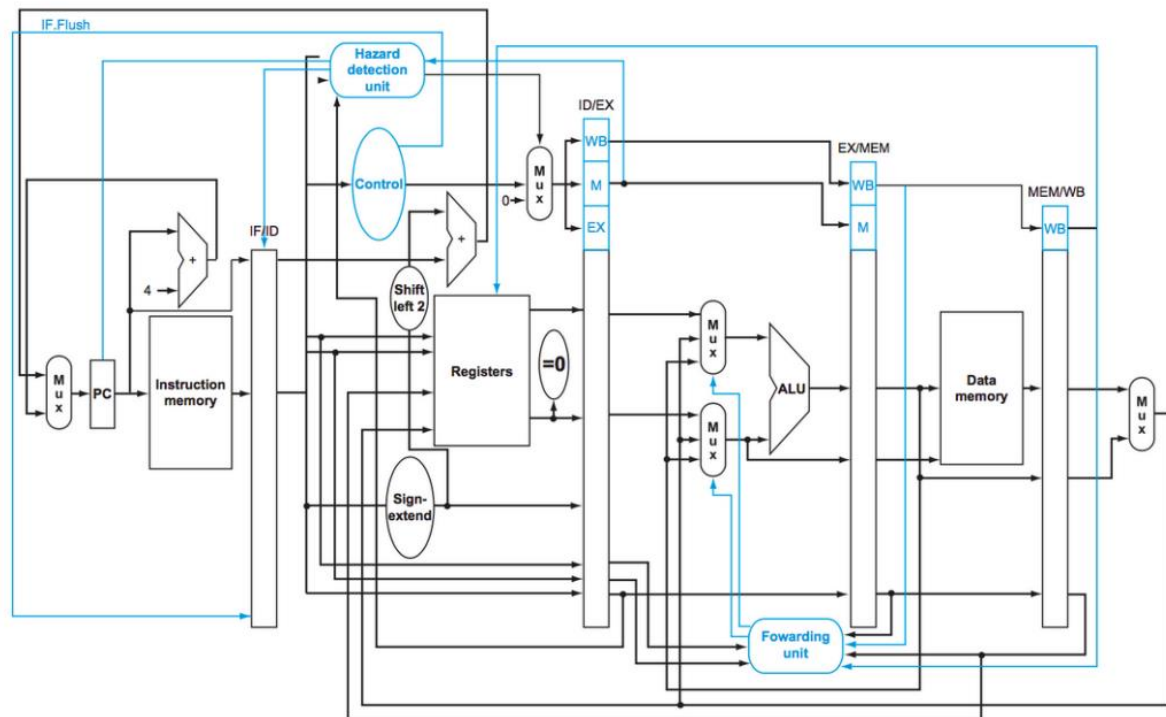 IF.Flush
Hazard
detection
unit
ID/EX
WB
M
EX
Control
M
u
x
0
EX/MEM
WB
M
MEM/WB
WB
IF/ID
+
+
4
Shift
left 2
M
u
x
PC
Instruction
memory
Registers
=0
M
u
x
M
u
x
ALU
Data
memory
M
u
x
Sign-
extend
Fowarding
unit